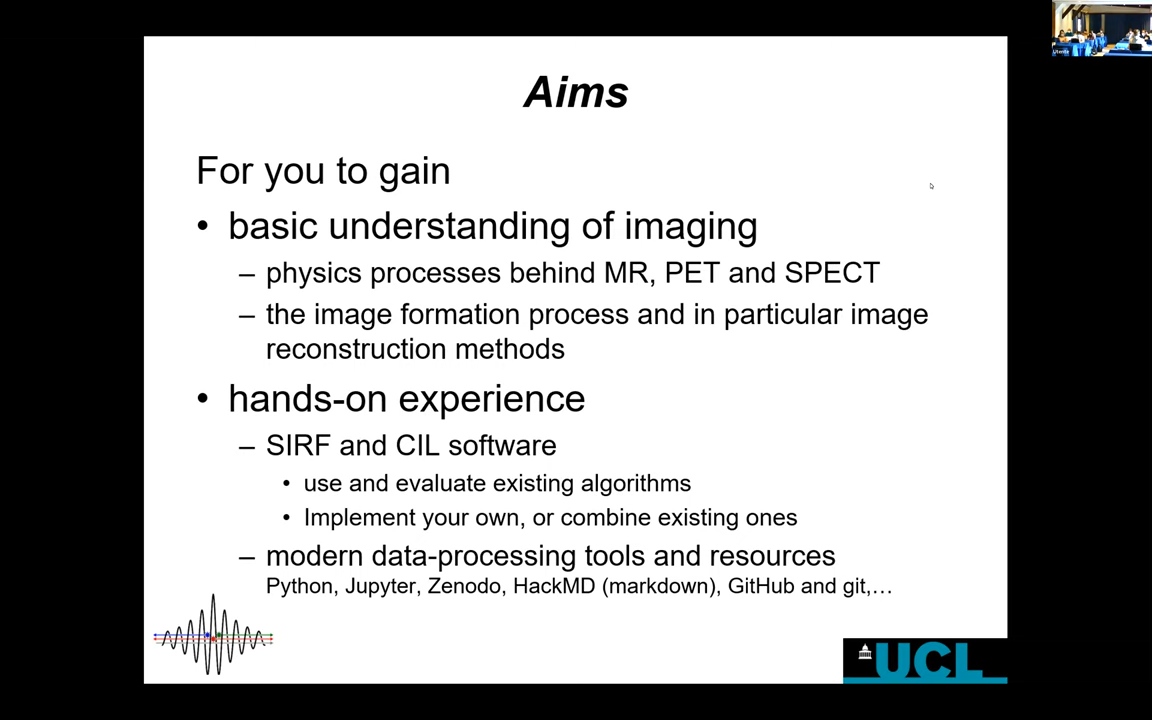 Aims
For you to gain
• basic understanding of imaging
– physics processes behind MR, PET and SPECT
– the image formation process and in particular image
reconstruction methods
• hands-on experience
– SIRF and CIL software
• use and evaluate existing algorithms
• Implement your own, or combine existing ones
– modern data-processing tools and resources
Python, Jupyter, Zenodo, HackMD (markdown), GitHub and git,…
UCL